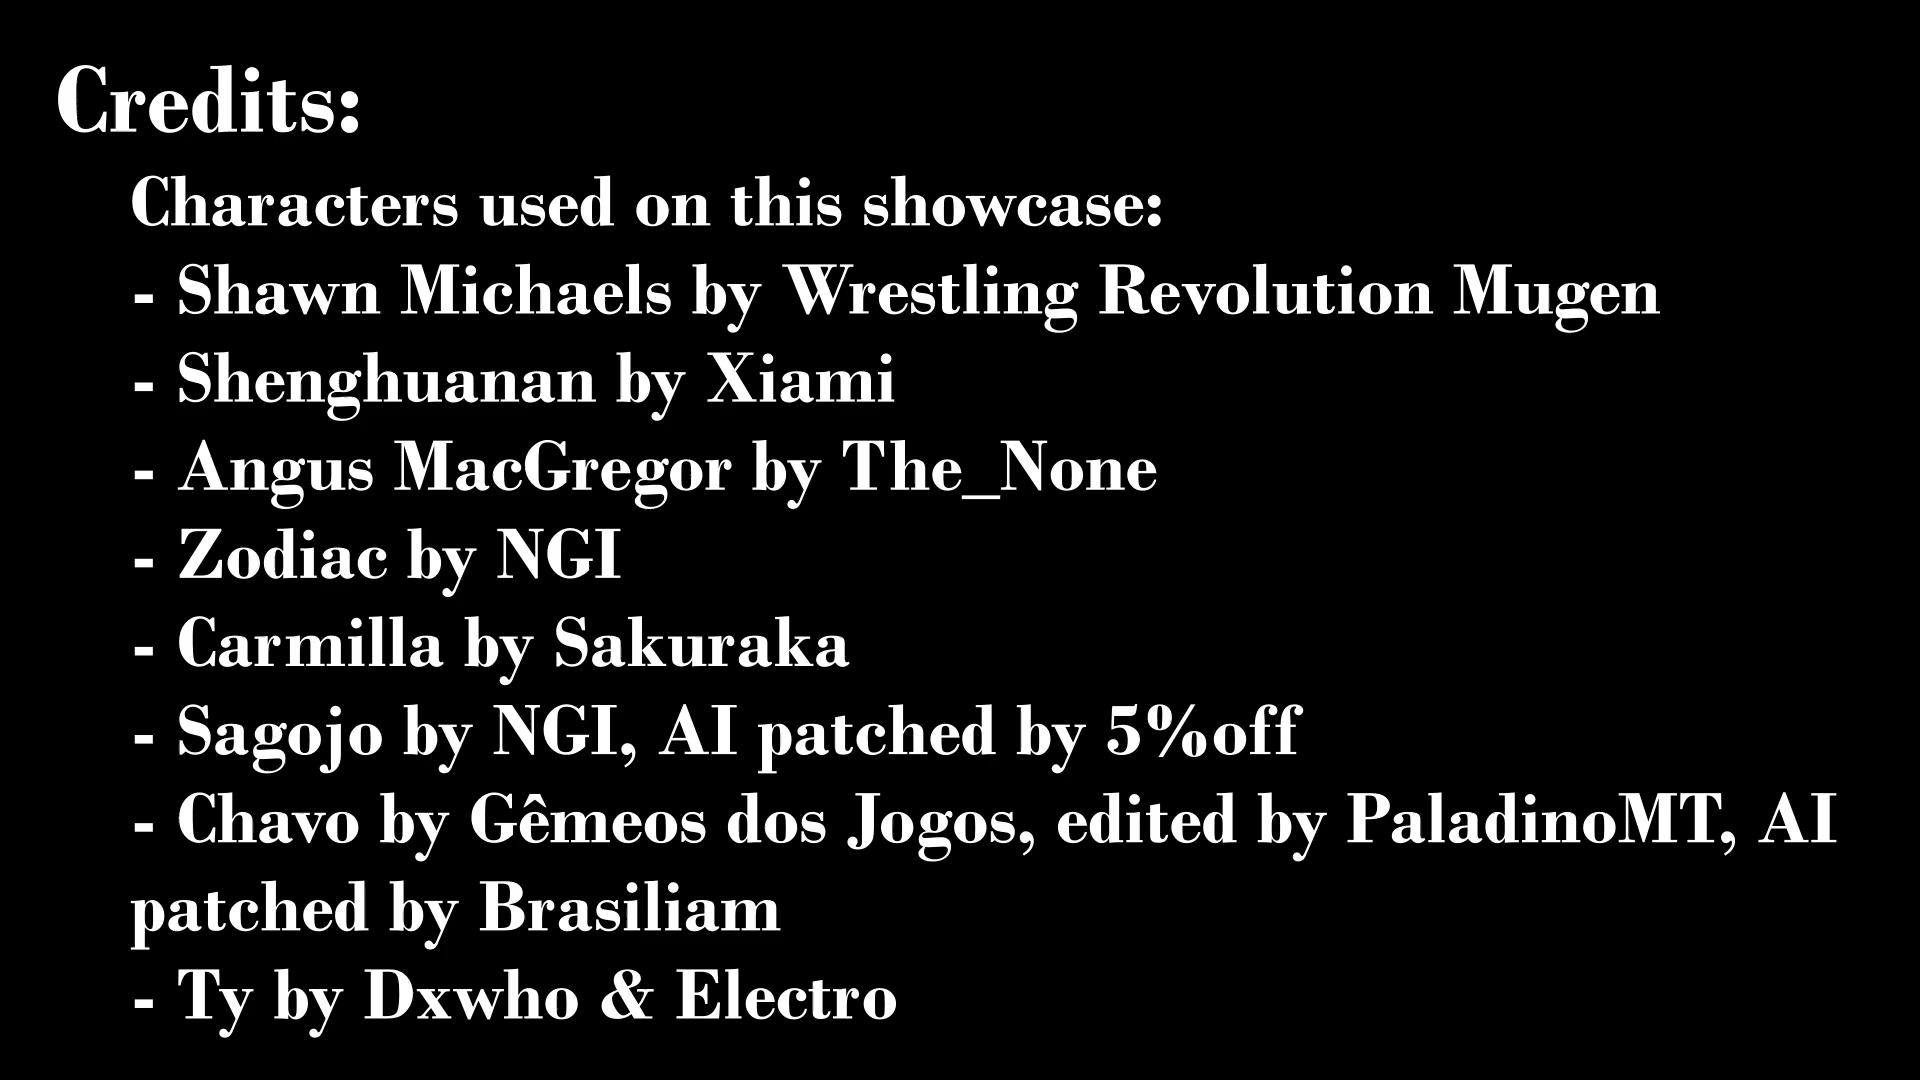 Credits:
Characters used on this showcase:
- Shawn Michaels by Wrestling Revolution Mugen
- Shenghuanan by Xiami
- Angus MacGregor by The_None
- Zodiac by NGI
- Carmilla by Sakuraka
- Sagojo by NGI, AI patched by 5%off
- Chavo by Gêmeos dos Jogos, edited by PaladinoMT, AI
patched by Brasiliam
- Ty by Dxwho & Electro